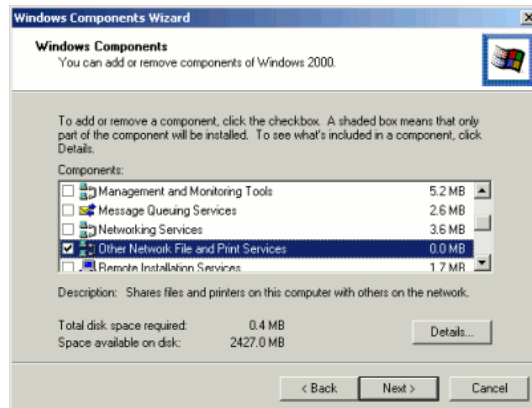 Windows Components Wizard
Windows Components
You can add or remove components of Windows 2000.
To add or remove a component, click the checkbox. A shaded box means that only
part of the component will be installed. To see what's included in a component, click
Details.
Components:
Management and Monitoring Tools 5.2 MB
Message Queuing Services 2.6 MB
Networking Services 3.6 MB
Other Network File and Print Services 0.0 MB
Remote Installation Services 1.7 MB
Description: Shares files and printers on this computer with others on the network.
Total disk space required: 0.4 MB
Space available on disk: 2427.0 MB
Details...
< Back Next > Cancel